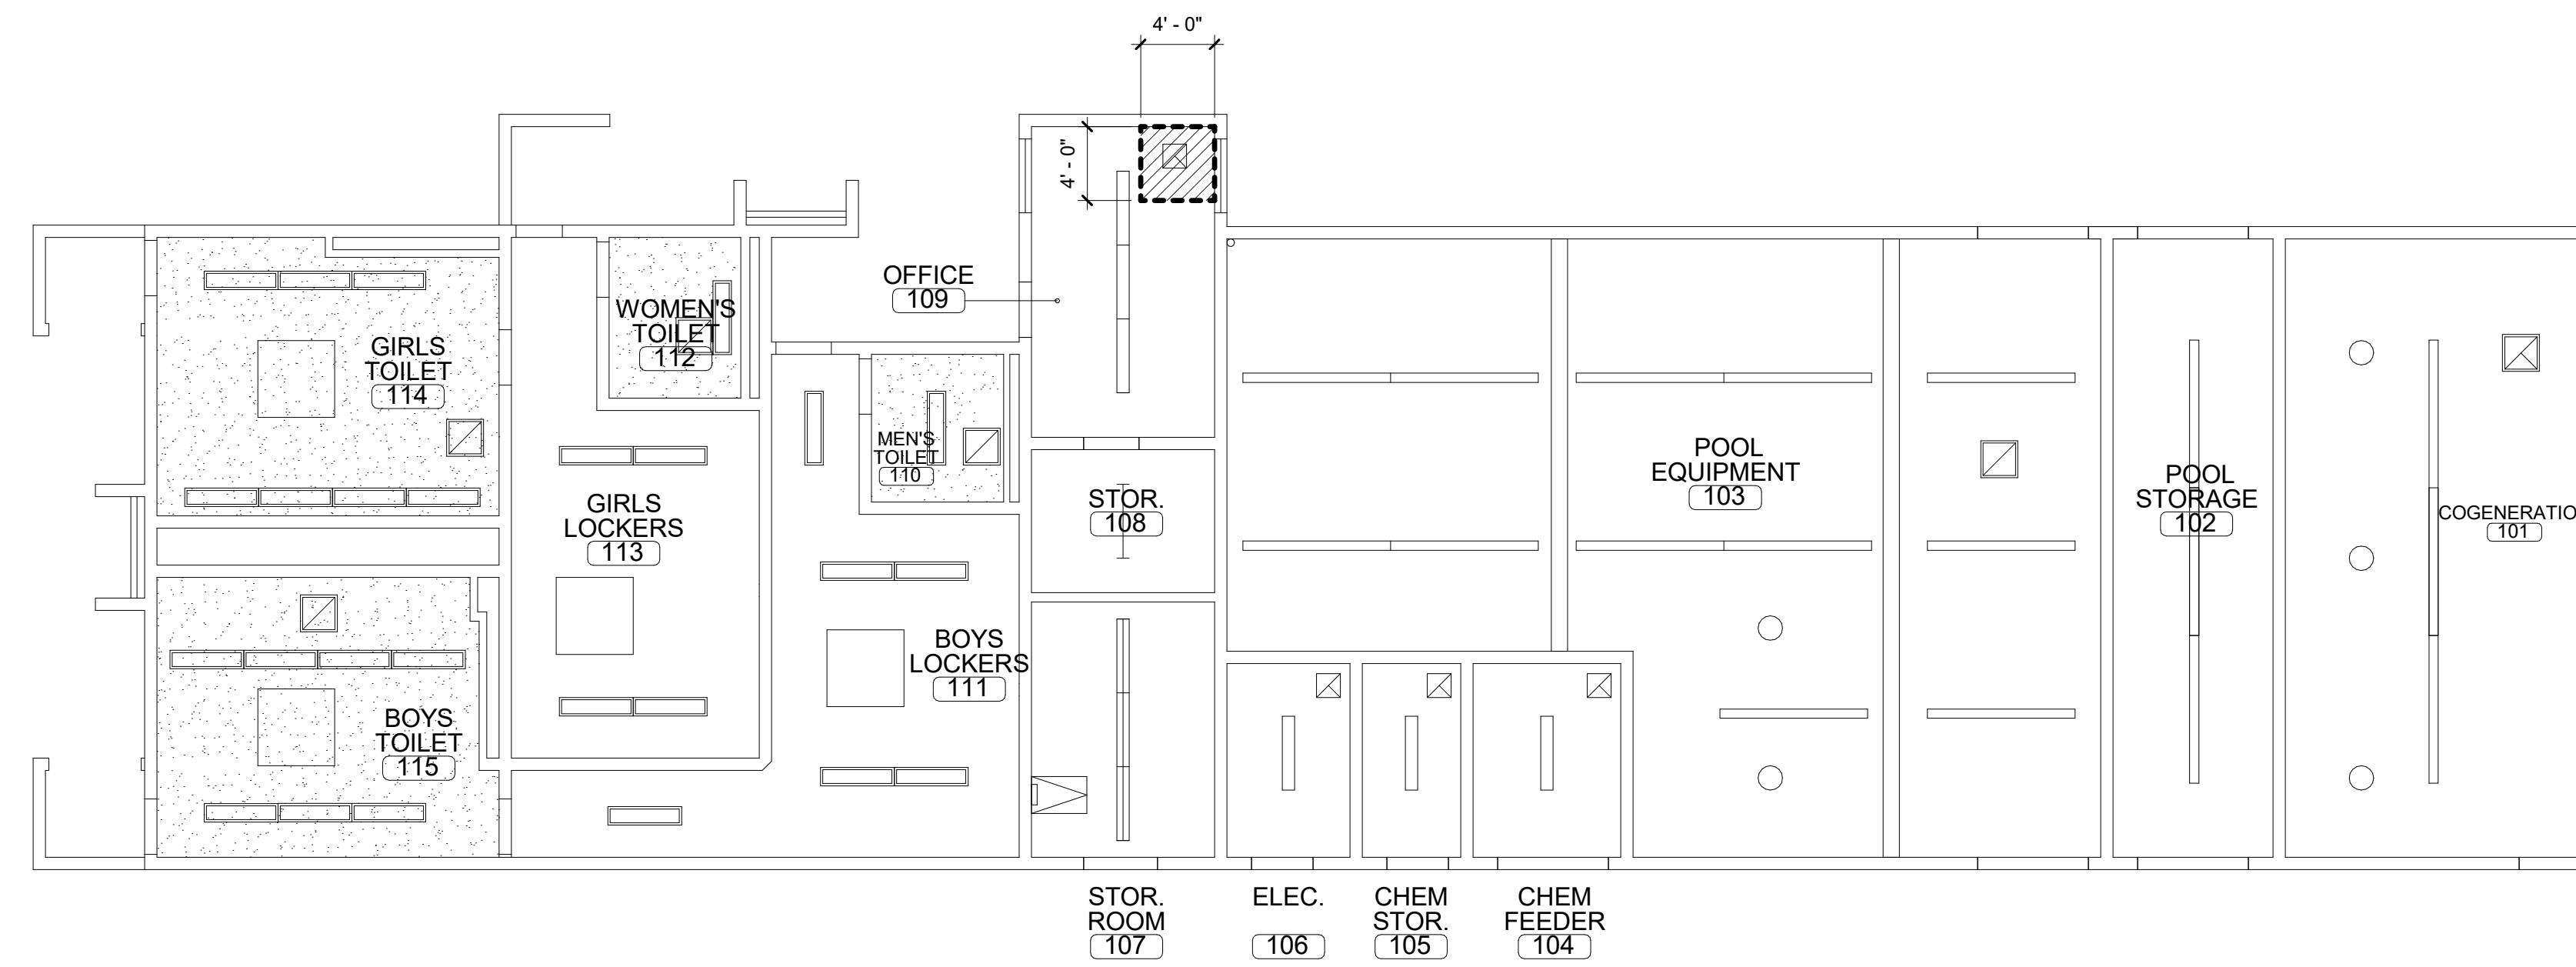 4' - 0"
4' - 0"
OFFICE
109
WOMEN'S
TOILET
112
GIRLS
TOILET
114
MEN'S
TOILET
110
POOL
EQUIPMENT
103
POOL
STORAGE
102
COGENERATIO
101
GIRLS
LOCKERS
113
STOR.
108
BOYS
LOCKERS
111
BOYS
TOILET
115
STOR.
ROOM
107
ELEC.
106
CHEM
STOR.
105
CHEM
FEEDER
104